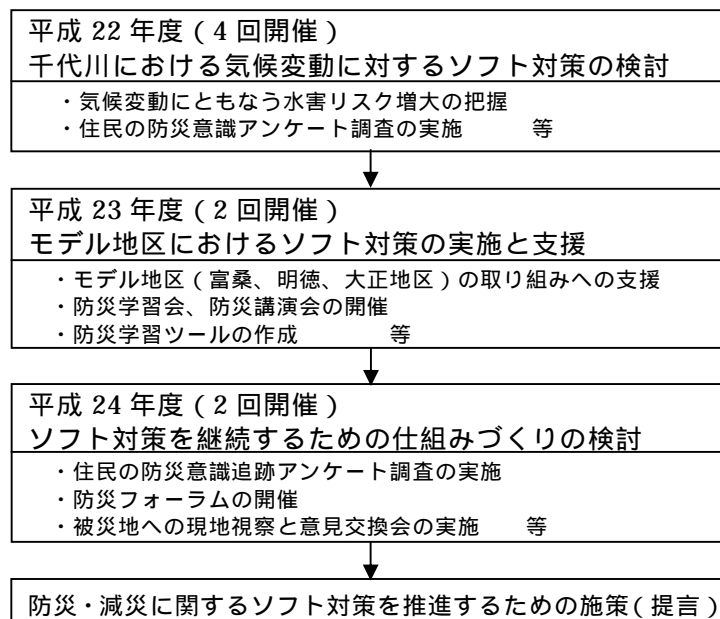 平成 22 年度（4 回開催）
千代川における気候変動に対するソフト対策の検討
・気候変動にともなう水害リスク増大の把握
・住民の防災意識アンケート調査の実施　　等
平成 23 年度（2 回開催）
モデル地区におけるソフト対策の実施と支援
・モデル地区（富桑、明徳、大正地区）の取り組みへの支援
・防災学習会、防災講演会の開催
・防災学習ツールの作成　　　等
平成 24 年度（2 回開催）
ソフト対策を継続するための仕組みづくりの検討
・住民の防災意識追跡アンケート調査の実施
・防災フォーラムの開催
・被災地への現地視察と意見交換会の実施　等
防災・減災に関するソフト対策を推進するための施策（提言）